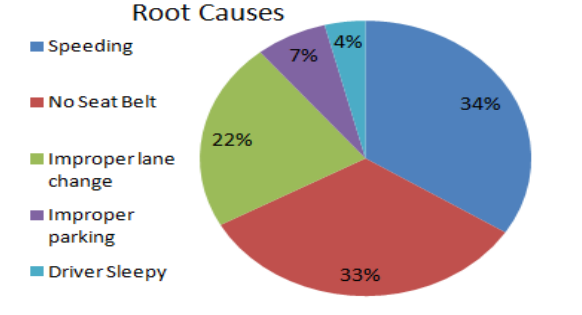 Root Causes
Speeding
No Seat Belt
Improper lane
change
Improper
parking
Driver Sleepy
4%
7%
34%
22%
33%